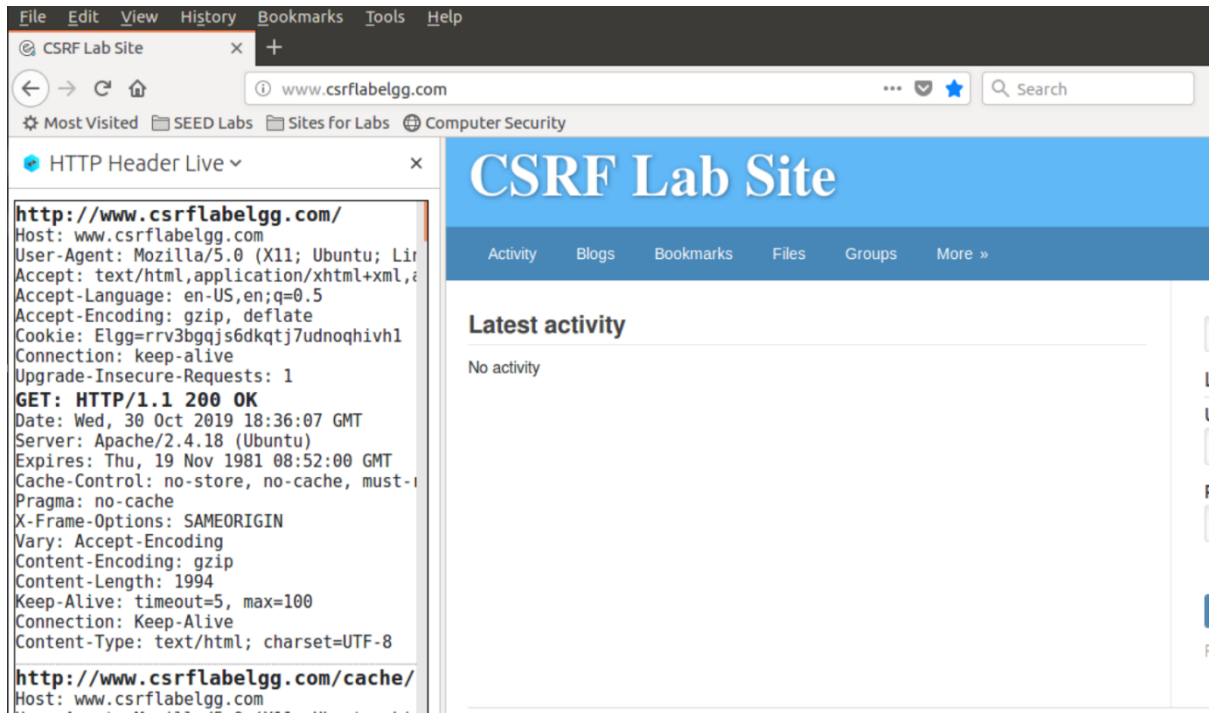 File Edit View History Bookmarks Tools Help
CSRF Lab Site × +
www.csrflabelgg.com ••• Search
Most Visited SEED Labs Sites for Labs Computer Security
HTTP Header Live ×
http://www.csrflabelgg.com/
Host: www.csrflabelgg.com
User-Agent: Mozilla/5.0 (X11; Ubuntu;
Accept: text/html,application/xhtml+xml,
Accept-Language: en-US,en;q=0.5
Accept-Encoding: gzip, deflate
Cookie: Elgg=rrv3bgqjs6dkqtj7udnoqhivh1
Connection: keep-alive
Upgrade-Insecure-Requests: 1
GET: HTTP/1.1 200 OK
Date: Wed, 30 Oct 2019 18:36:07 GMT
Server: Apache/2.4.18 (Ubuntu)
Expires: Thu, 19 Nov 1981 08:52:00 GMT
Cache-Control: no-store, no-cache,
Pragma: no-cache
X-Frame-Options: SAMEORIGIN
Vary: Accept-Encoding
Content-Encoding: gzip
Content-Length: 1994
Keep-Alive: timeout=5, max=100
Connection: Keep-Alive
Content-Type: text/html; charset=UTF-8
http://www.csrflabelgg.com/cache/
Host: www.csrflabelgg.com
CSRF Lab Site
Activity Blogs Bookmarks Files Groups More »
Latest activity
No activity